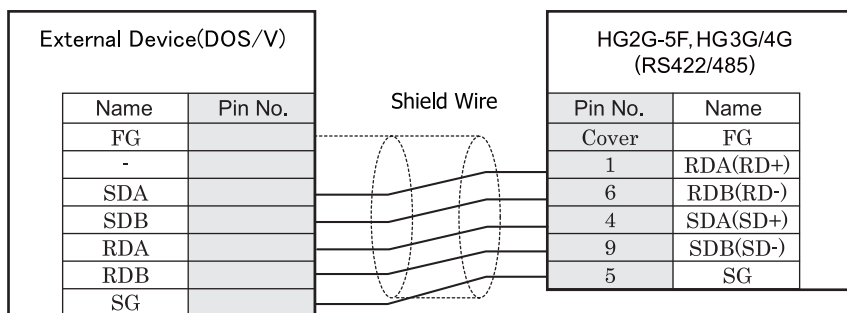 External Device(DOS/V)
Name Pin No.
FG
-
SDA
SDB
RDA
RDB
SG
Shield Wire
HG2G-5F, HG3G/4G
(RS422/485)
Pin No. Name
Cover FG
1 RDA(RD+)
6 RDB(RD-)
4 SDA(SD+)
9 SDB(SD-)
5 SG